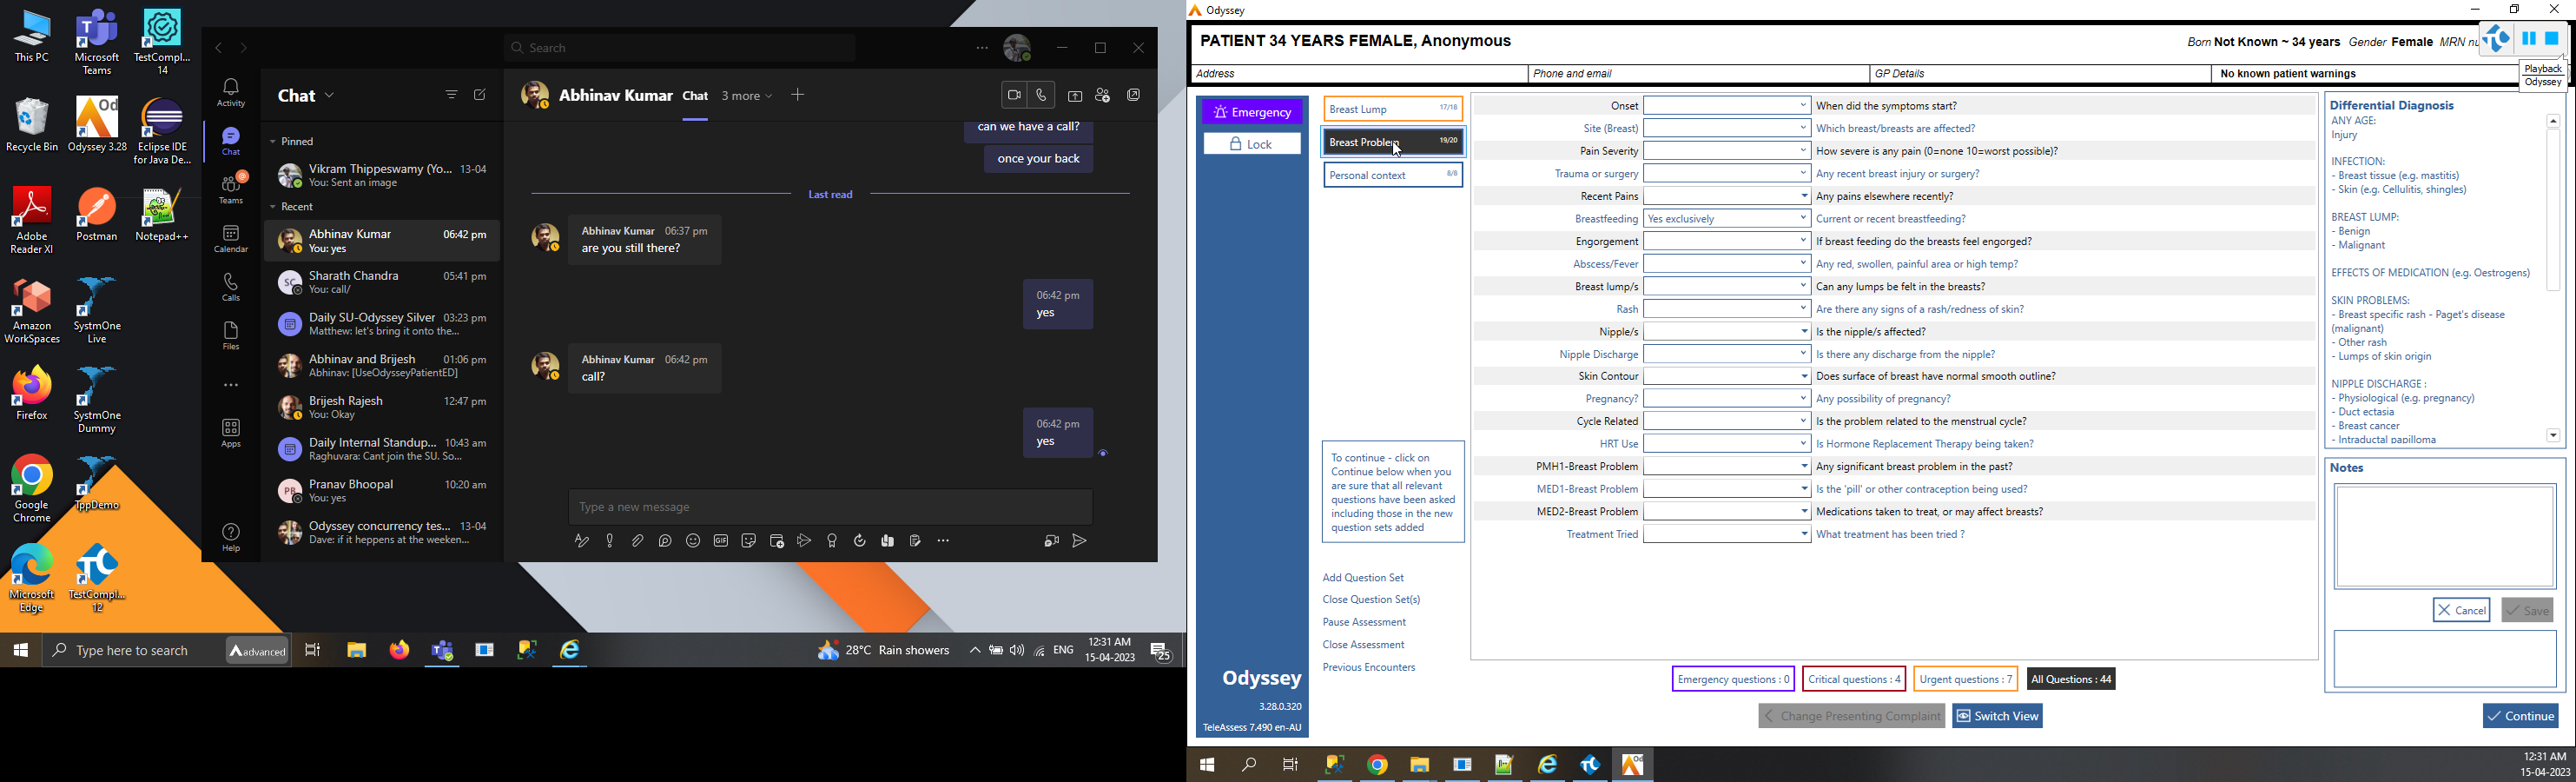 This PC
Microsoft
Teams
TestCompl...
14
Recycle Bin
Odyssey 3.28
Eclipse IDE
for Java De...
Adobe
Reader XI
Postman
Notepad++
Amazon
WorkSpaces
SystmOne
Live
Firefox
SystmOne
Dummy
Google
Chrome
TppDemo
Microsoft
Edge
TestCompl...
12
Search
Activity
Chat
Teams
Calendar
Calls
Files
Apps
Help
Chat
Pinned
Vikram Thippeswamy (Yo... 13-04
You: Sent an image
Recent
Abhinav Kumar 06:42 pm
You: yes
SC
Sharath Chandra 05:41 pm
You: call/
Daily SU-Odyssey Silver 03:23 pm
Matthew: let's bring it onto the...
Abhinav and Brijesh 01:06 pm
Abhinav: [UseOdysseyPatientED]
Brijesh Rajesh 12:47 pm
You: Okay
Daily Internal Standup... 10:43 am
Raghuvara: Cant join the SU. So...
PB
Pranav Bhoopal 10:20 am
You: yes
Odyssey concurrency tes... 13-04
Dave: if it heppens at the weeken...
Abhinav Kumar Chat 3 more
can we have a call?
once your back
Last read
Abhinav Kumar 06:37 pm
are you still there?
06:42 pm
yes
Abhinav Kumar 06:42 pm
call?
06:42 pm
yes
Type a new message
GIF
Type here to search
advanced
28°C Rain showers
ENG
12:31 AM
15-04-2023
25
Odyssey
PATIENT 34 YEARS FEMALE, Anonymous
Born Not Known ~ 34 years Gender Female MRN nu
Playback
Odyssey
Address
Phone and email
GP Details
No known patient warnings
Emergency
Lock
Breast Lump 17/18
Breast Problem 19/20
Personal context 8/8
To continue - click on
Continue below when you
are sure that all relevant
questions have been asked
including those in the new
question sets added
Add Question Set
Close Question Set(s)
Pause Assessment
Close Assessment
Previous Encounters
Odyssey
3.28.0.320
TeleAssess 7.490 en-AU
Onset When did the symptoms start?
Site (Breast) Which breast/breasts are affected?
Pain Severity How severe is any pain (0=none 10=worst possible)?
Trauma or surgery Any recent breast injury or surgery?
Recent Pains Any pains elsewhere recently?
Breastfeeding Yes exclusively Current or recent breastfeeding?
Engorgement If breast feeding do the breasts feel engorged?
Abscess/Fever Any red, swollen, painful area or high temp?
Breast lump/s Can any lumps be felt in the breasts?
Rash Are there any signs of a rash/redness of skin?
Nipple/s Is the nipple/s affected?
Nipple Discharge Is there any discharge from the nipple?
Skin Contour Does surface of breast have normal smooth outline?
Pregnancy? Any possibility of pregnancy?
Cycle Related Is the problem related to the menstrual cycle?
HRT Use Is Hormone Replacement Therapy being taken?
PMH1-Breast Problem Any significant breast problem in the past?
MED1-Breast Problem Is the 'pill' or other contraception being used?
MED2-Breast Problem Medications taken to treat, or may affect breasts?
Treatment Tried What treatment has been tried ?
Emergency questions : 0
Critical questions : 4
Urgent questions : 7
All Questions : 44
Change Presenting Complaint
Switch View
Differential Diagnosis
ANY AGE:
Injury
INFECTION:
- Breast tissue (e.g. mastitis)
- Skin (e.g. Cellulitis, shingles)
BREAST LUMP:
- Benign
- Malignant
EFFECTS OF MEDICATION (e.g. Oestrogens)
SKIN PROBLEMS:
- Breast specific rash - Paget's disease
(malignant)
- Other rash
- Lumps of skin origin
NIPPLE DISCHARGE :
- Physiological (e.g. pregnancy)
- Duct ectasia
- Breast cancer
- Intraductal papilloma
Notes
Cancel
Save
Continue
12:31 AM
15-04-2023